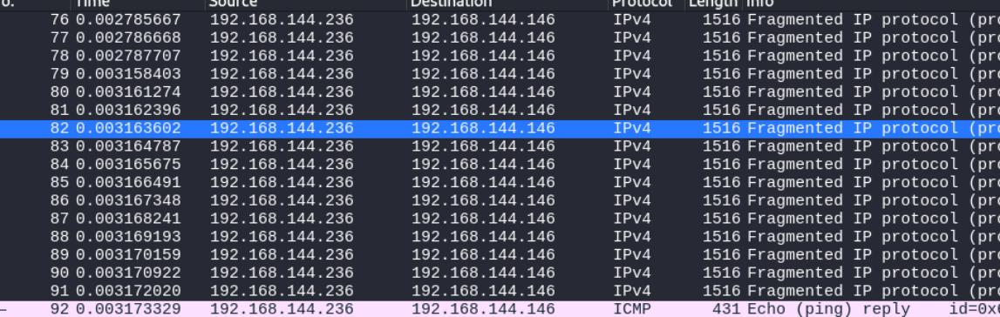 o. Time Source Destination Protocol Length Info
76 0.002785667 192.168.144.236 192.168.144.146 IPv4 1516 Fragmented IP protocol (pro
77 0.002786668 192.168.144.236 192.168.144.146 IPv4 1516 Fragmented IP protocol (pro
78 0.002787707 192.168.144.236 192.168.144.146 IPv4 1516 Fragmented IP protocol (pro
79 0.003158403 192.168.144.236 192.168.144.146 IPv4 1516 Fragmented IP protocol (pro
80 0.003161274 192.168.144.236 192.168.144.146 IPv4 1516 Fragmented IP protocol (pro
81 0.003162396 192.168.144.236 192.168.144.146 IPv4 1516 Fragmented IP protocol (pro
82 0.003163602 192.168.144.236 192.168.144.146 IPv4 1516 Fragmented IP protocol (pro
83 0.003164787 192.168.144.236 192.168.144.146 IPv4 1516 Fragmented IP protocol (pro
84 0.003165675 192.168.144.236 192.168.144.146 IPv4 1516 Fragmented IP protocol (pro
85 0.003166491 192.168.144.236 192.168.144.146 IPv4 1516 Fragmented IP protocol (pro
86 0.003167348 192.168.144.236 192.168.144.146 IPv4 1516 Fragmented IP protocol (pro
87 0.003168241 192.168.144.236 192.168.144.146 IPv4 1516 Fragmented IP protocol (pro
88 0.003169193 192.168.144.236 192.168.144.146 IPv4 1516 Fragmented IP protocol (pro
89 0.003170159 192.168.144.236 192.168.144.146 IPv4 1516 Fragmented IP protocol (pro
90 0.003170922 192.168.144.236 192.168.144.146 IPv4 1516 Fragmented IP protocol (pro
91 0.003172020 192.168.144.236 192.168.144.146 IPv4 1516 Fragmented IP protocol (pro
92 0.003173329 192.168.144.236 192.168.144.146 ICMP 431 Echo (ping) reply id=0x